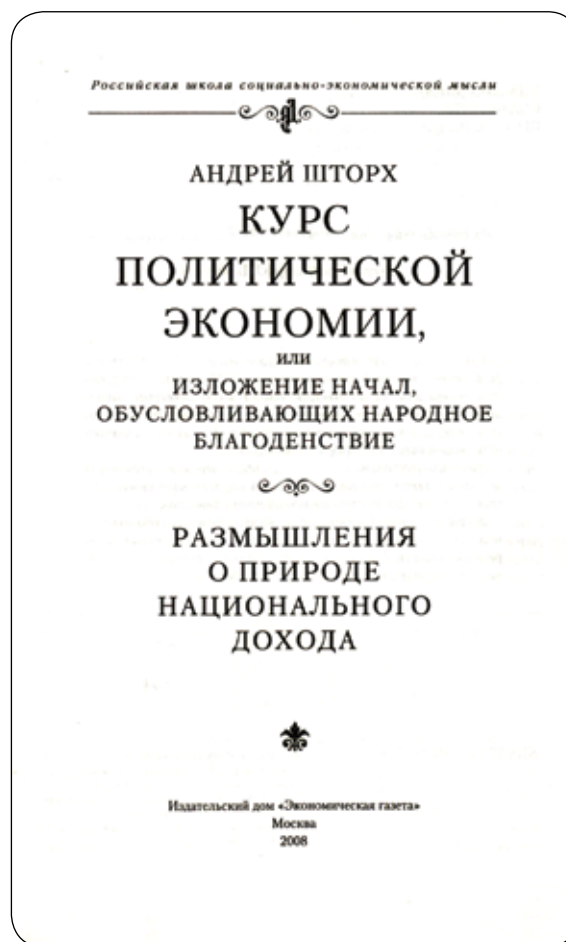 Российская школа социально-экономической мысли
АНДРЕЙ ШТОРХ
КУРС
ПОЛИТИЧЕСКОЙ
ЭКОНОМИИ,
ИЛИ
ИЗЛОЖЕНИЕ НАЧАЛ,
ОБУСЛОВЛИВАЮЩИХ НАРОДНОЕ
БЛАГОДЕНСТВИЕ
РАЗМЫШЛЕНИЯ
О ПРИРОДЕ
НАЦИОНАЛЬНОГО
ДОХОДА
Издательский дом «Экономическая газета»
Москва
2008